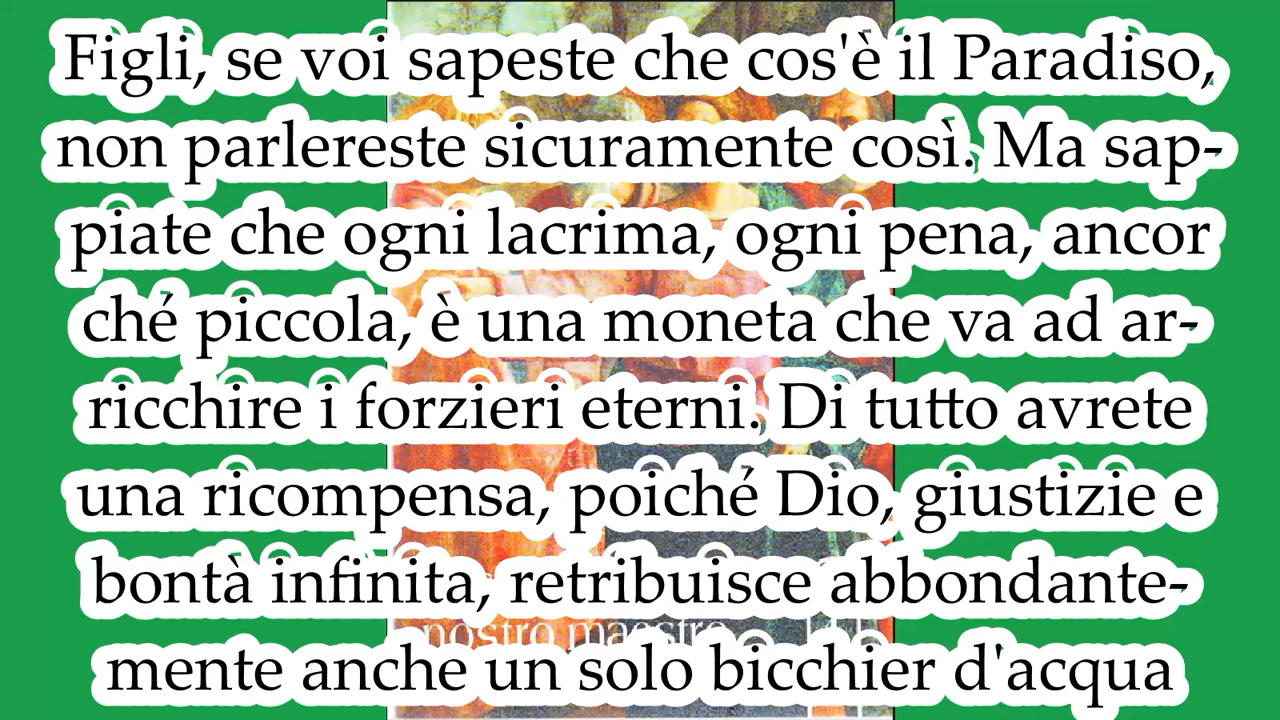 Figli, se voi sapeste che cos'è il Paradiso,
non parlereste sicuramente così. Ma sap-
piate che ogni lacrima, ogni pena, ancor
ché piccola, è una moneta che va ad ar-
ricchire i forzieri eterni. Di tutto avrete
una ricompensa, poiché Dio, giustizie e
bontà infinita, retribuisce abbondante-
nostro maestro
mente anche un solo bicchier d'acqua